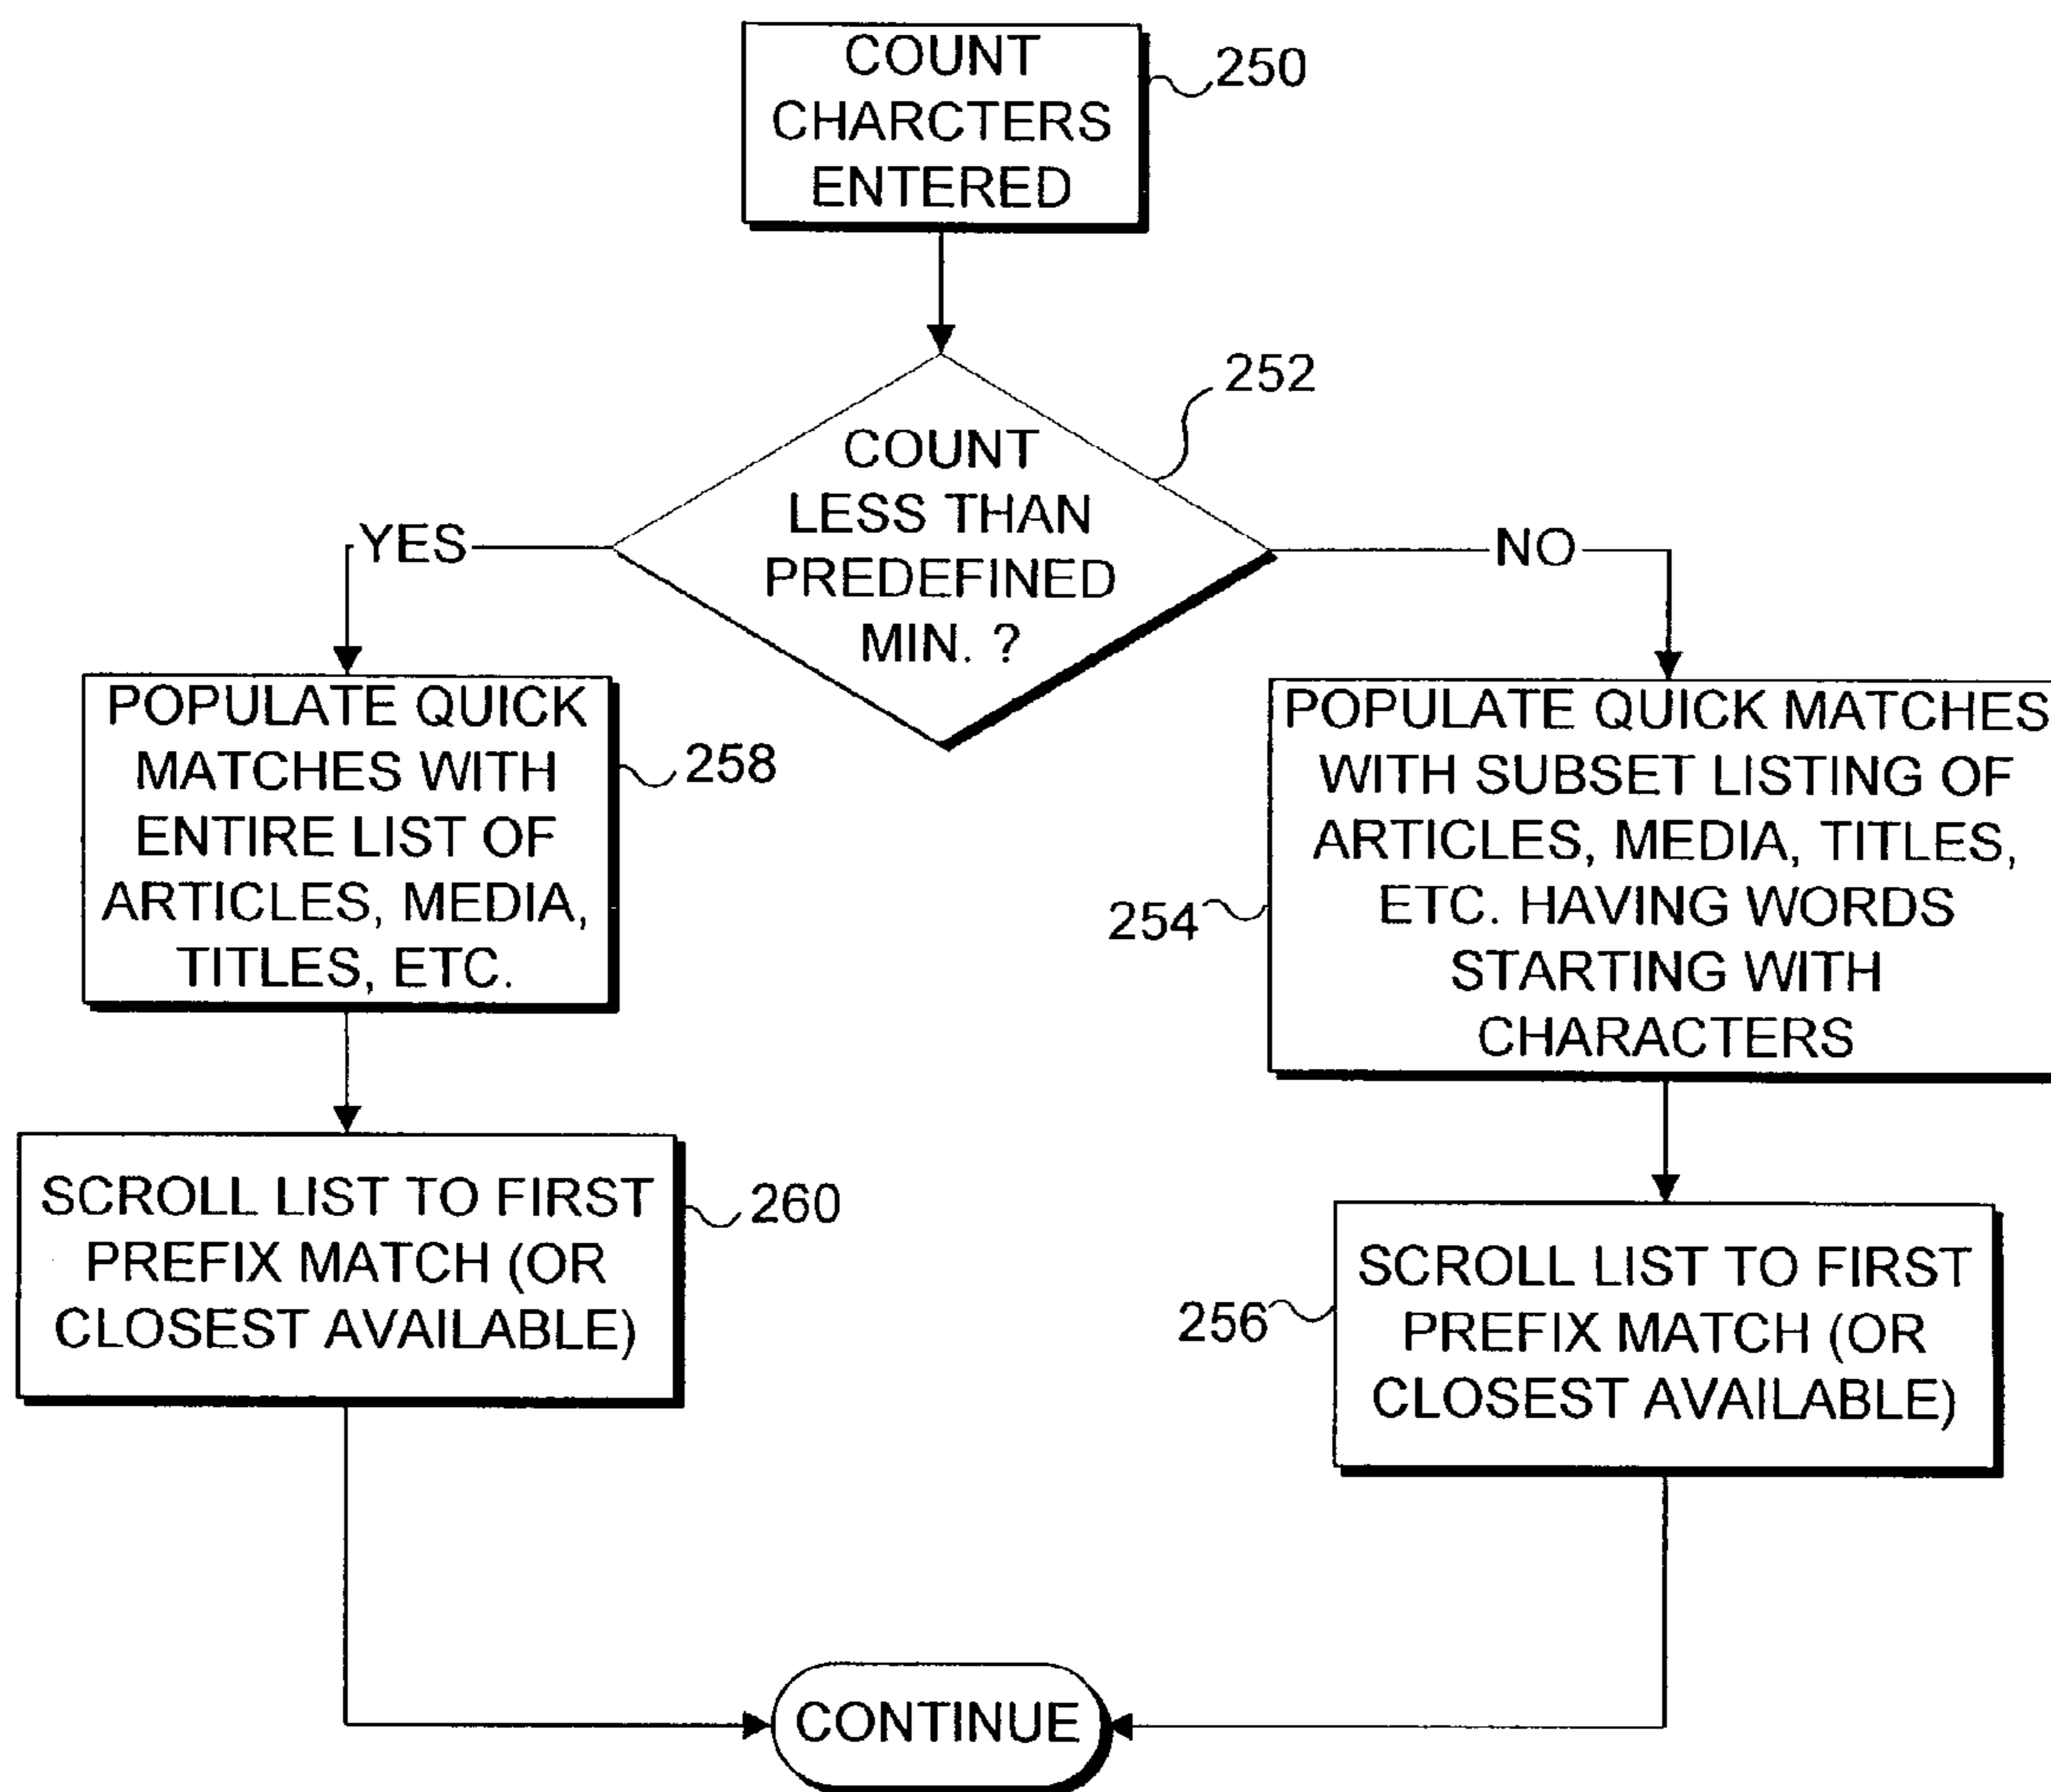 COUNT
CHARCTERS
ENTERED
250
252
COUNT
LESS THAN
PREDEFINED
MIN. ?
YES
NO
POPULATE QUICK
MATCHES WITH
ENTIRE LIST OF
ARTICLES, MEDIA,
TITLES, ETC.
258
POPULATE QUICK MATCHES
WITH SUBSET LISTING OF
ARTICLES, MEDIA, TITLES,
ETC. HAVING WORDS
STARTING WITH
CHARACTERS
254
SCROLL LIST TO FIRST
PREFIX MATCH (OR
CLOSEST AVAILABLE)
260
SCROLL LIST TO FIRST
PREFIX MATCH (OR
CLOSEST AVAILABLE)
256
CONTINUE